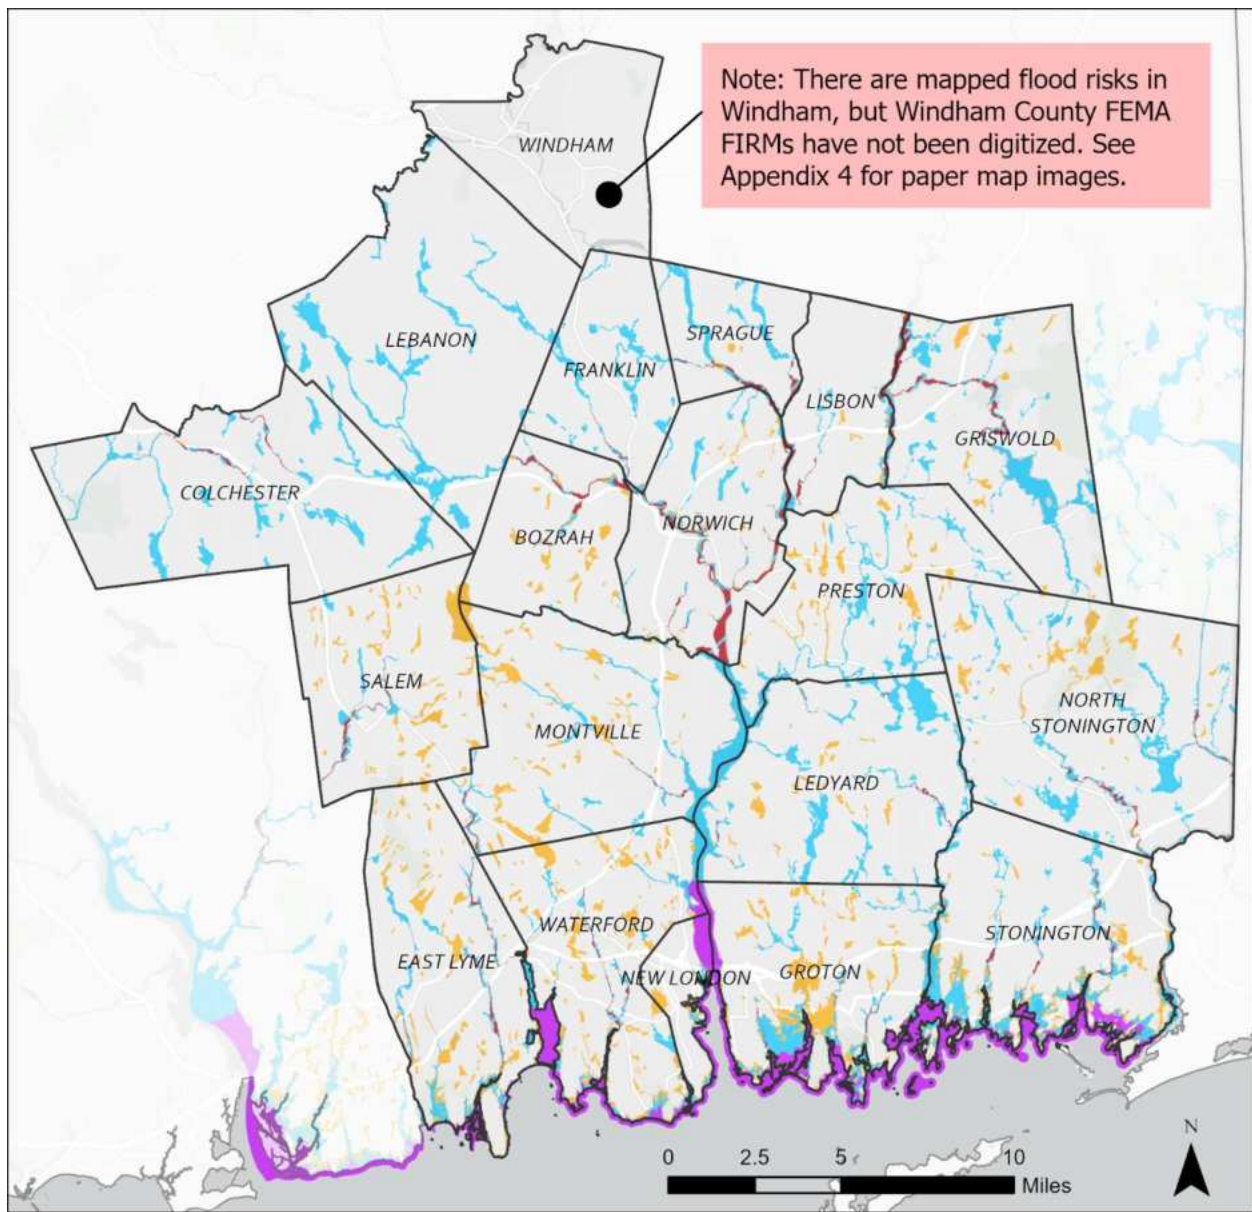 Note: There are mapped flood risks in
Windham, but Windham County FEMA
FIRMs have not been digitized. See
Appendix 4 for paper map images.
WINDHAM
LEBANON
SPRAGUE
FRANKLIN
LISBON
GRISWOLD
COLCHESTER
NORWICH
BOZRAH
PRESTON
SALEM
NORTH
STONINGTON
MONTVILLE
LEDYARD
WATERFORD
STONINGTON
EAST LYME
NEW LONDON
GROTON
N
0 2.5 5 10
Miles